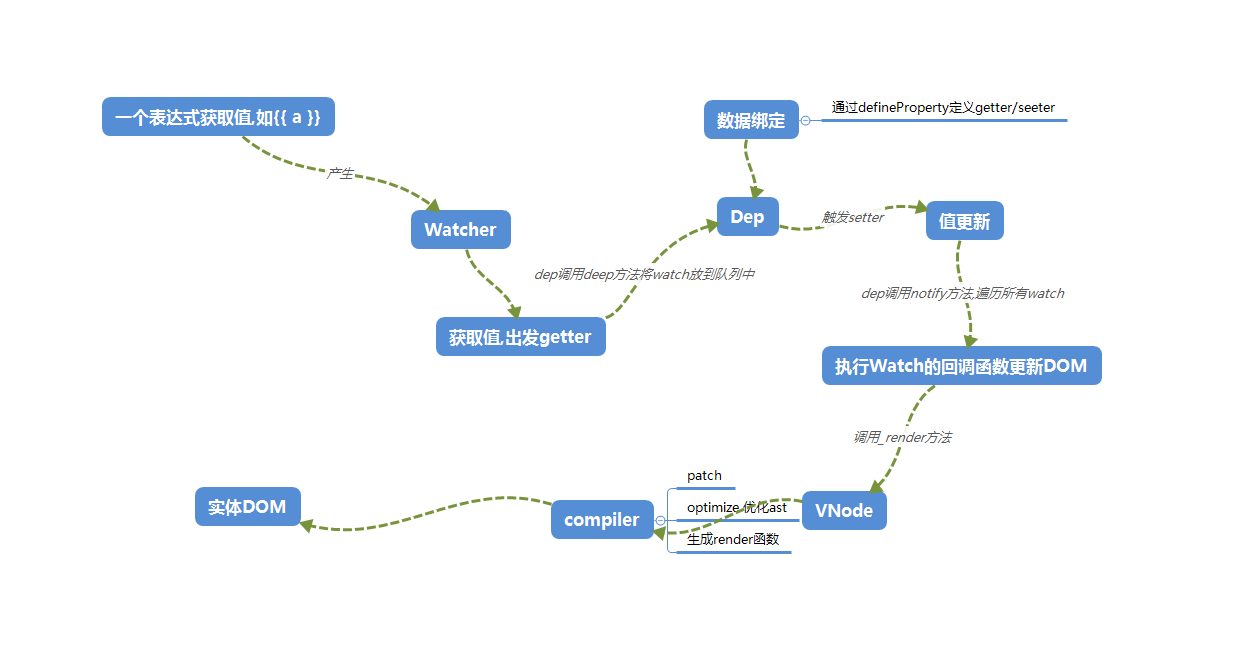 一个表达式获取值,如{{ a }}
产生
Watcher
获取值,出发getter
dep调用deep方法将watch放到队列中
数据绑定
通过defineProperty定义getter/seeter
Dep
触发setter
值更新
dep调用notify方法,遍历所有watch
执行Watch的回调函数更新DOM
调用_render方法
VNode
patch
optimize 优化ast
生成render函数
compiler
实体DOM